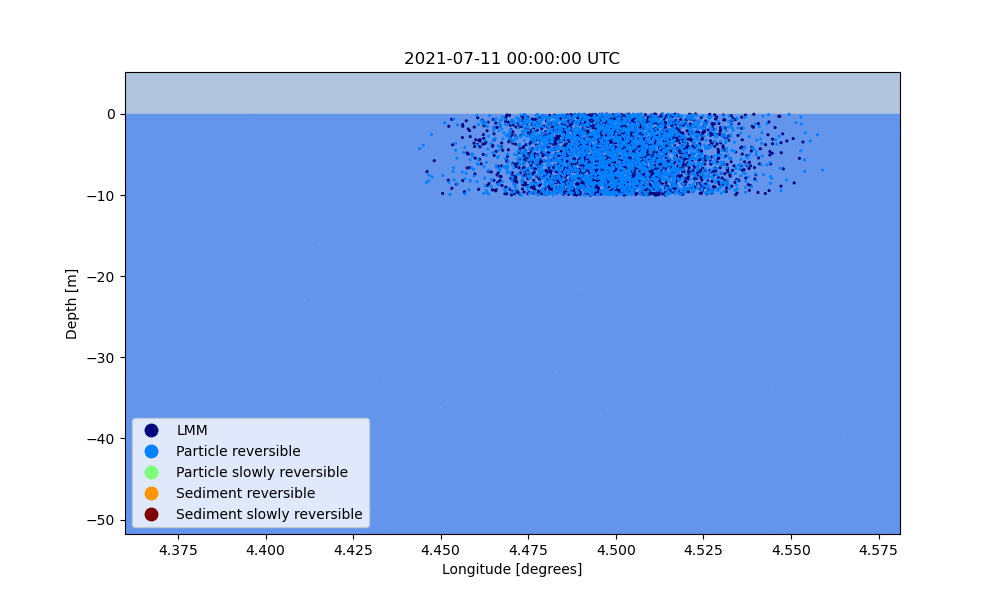 2021-07-11 00:00:00 UTC
0
−10
−20
−30
−40
−50
Depth [m]
LMM
Particle reversible
Particle slowly reversible
Sediment reversible
Sediment slowly reversible
4.375 4.400 4.425 4.450 4.475 4.500 4.525 4.550 4.575
Longitude [degrees]